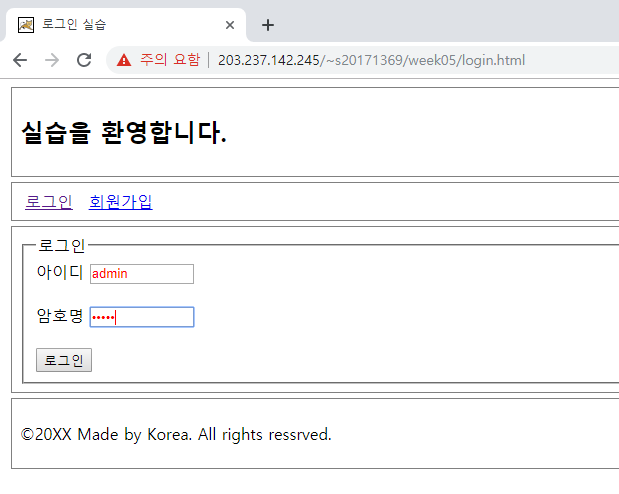 로그인 실습
주의 요함 203.237.142.245/~s20171369/week05/login.html
실습을 환영합니다.
로그인 회원가입
로그인
아이디 admin
암호명 •••••
로그인
©20XX Made by Korea. All rights ressrved.